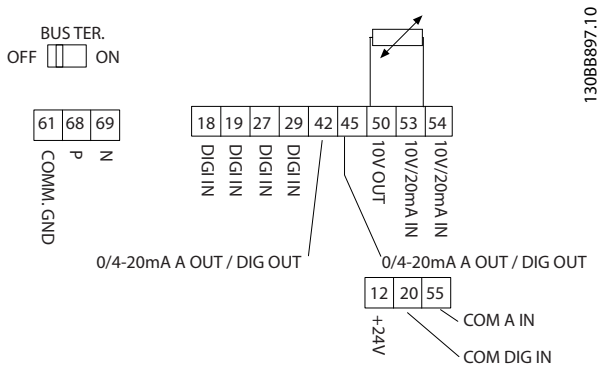 130BB897.10
BUS TER.
OFF
ON
61 68 69
18 19 27 29 42 45 50 53 54
COMM. GND
P
N
DIGI IN
DIGI IN
DIGI IN
DIGI IN
10V OUT
10V/20mA IN
10V/20mA IN
0/4-20mA A OUT / DIG OUT
0/4-20mA A OUT / DIG OUT
12 20 55
+24V
COM A IN
COM DIG IN